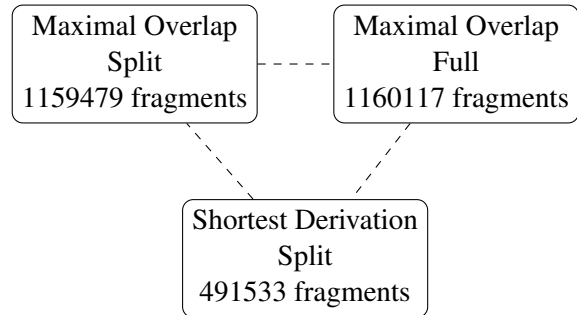 Maximal Overlap
Split
1159479 fragments
Maximal Overlap
Full
1160117 fragments
Shortest Derivation
Split
491533 fragments